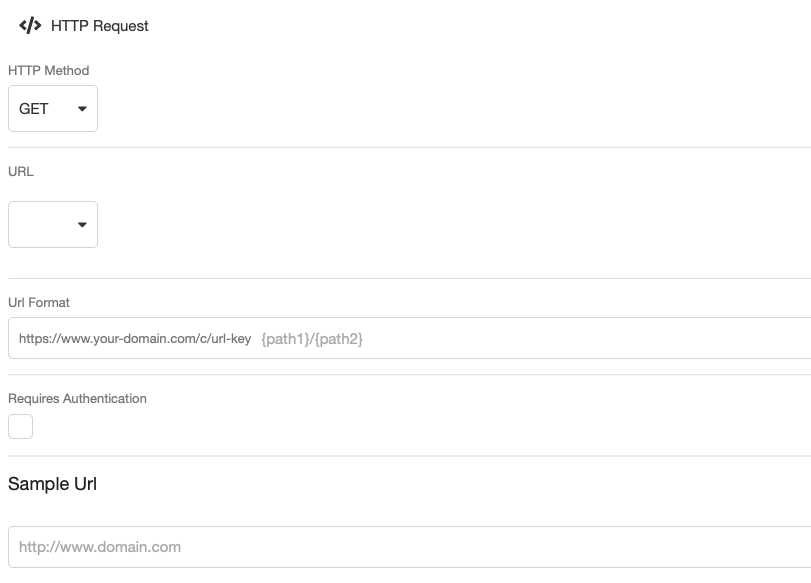 </> HTTP Request
HTTP Method
GET
URL
Url Format
https://www.your-domain.com/c/url-key {path1}/{path2}
Requires Authentication
Sample Url
http://www.domain.com